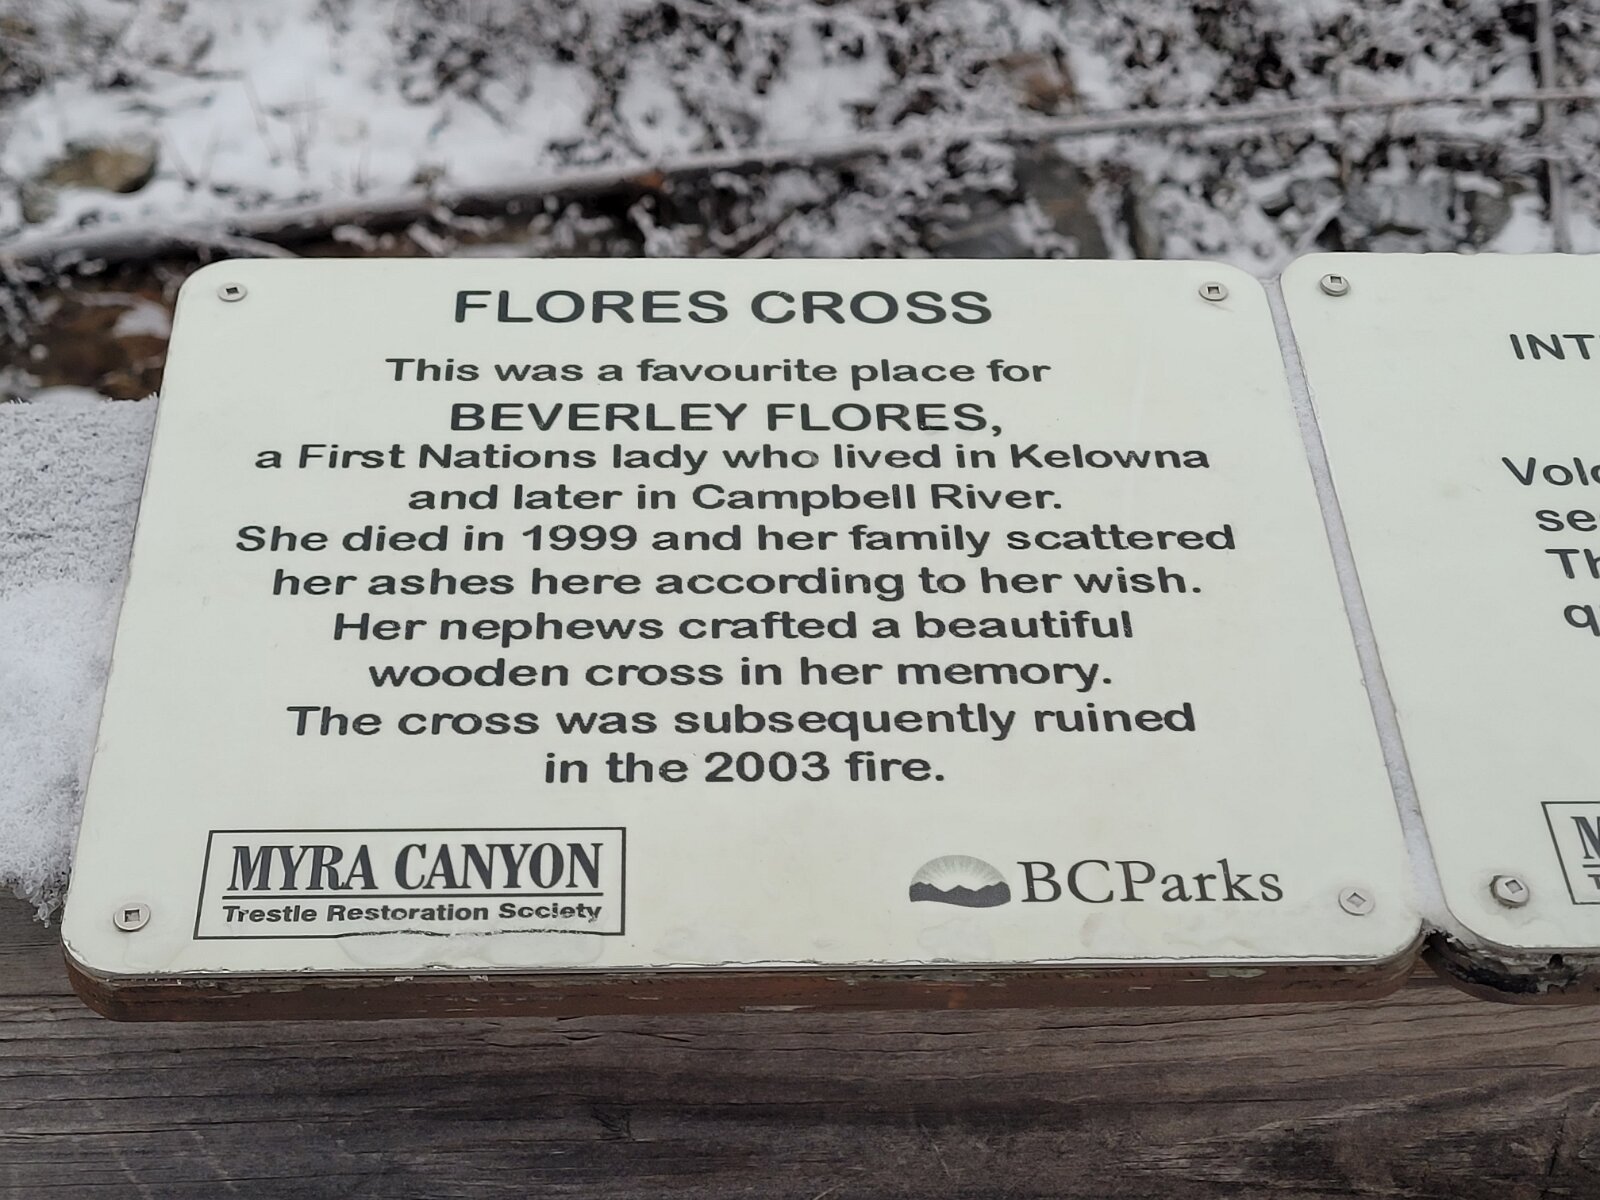 FLORES CROSS
This was a favourite place for
BEVERLEY FLORES,
a First Nations lady who lived in Kelowna
and later in Campbell River.
She died in 1999 and her family scattered
her ashes here according to her wish.
Her nephews crafted a beautiful
wooden cross in her memory.
The cross was subsequently ruined
in the 2003 fire.
MYRA CANYON
Trestle Restoration Society
BCParks